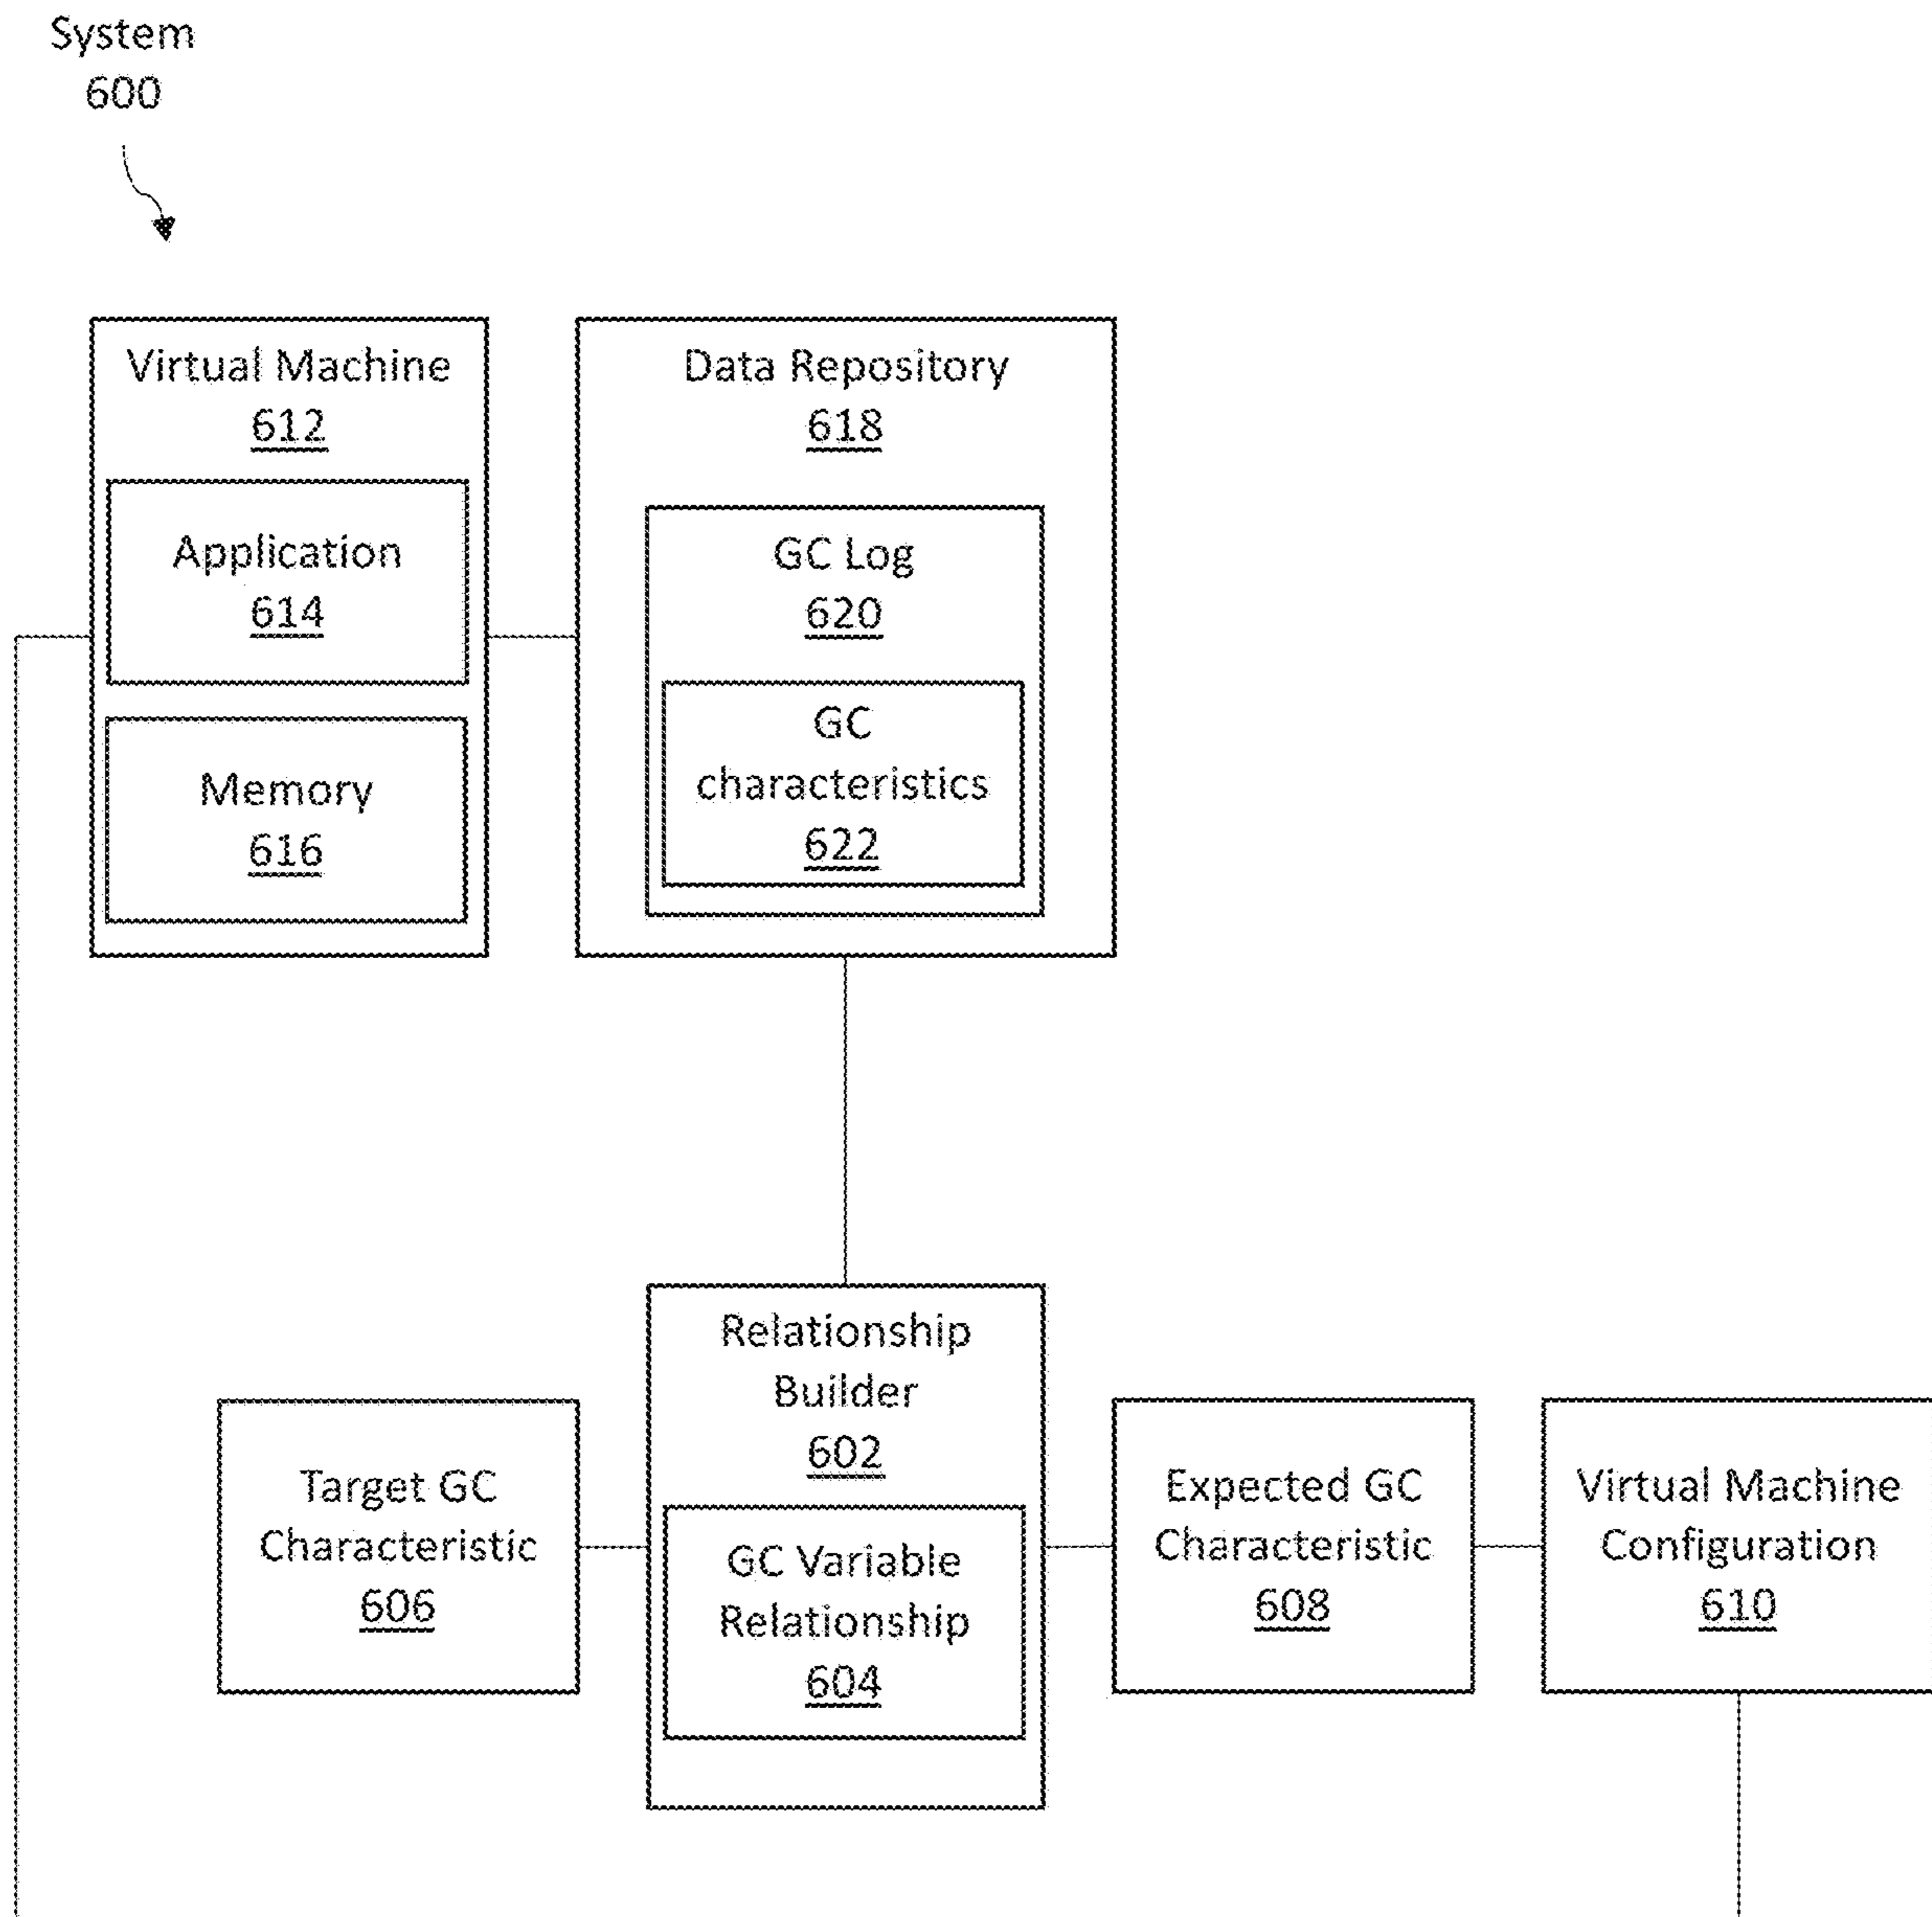 System
600
Virtual Machine
612
Application
614
Memory
616
Data Repository
618
GC Log
620
GC
characteristics
622
Relationship
Builder
602
GC Variable
Relationship
604
Target GC
Characteristic
606
Expected GC
Characteristic
608
Virtual Machine
Configuration
610